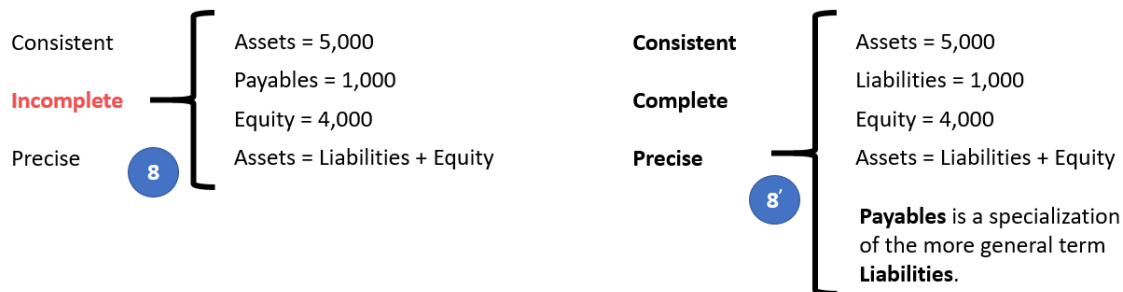 Consistent
Incomplete
Precise
8
Assets = 5,000
Payables = 1,000
Equity = 4,000
Assets = Liabilities + Equity
Consistent
Complete
Precise
8′
Assets = 5,000
Liabilities = 1,000
Equity = 4,000
Assets = Liabilities + Equity
Payables is a specialization
of the more general term
Liabilities.